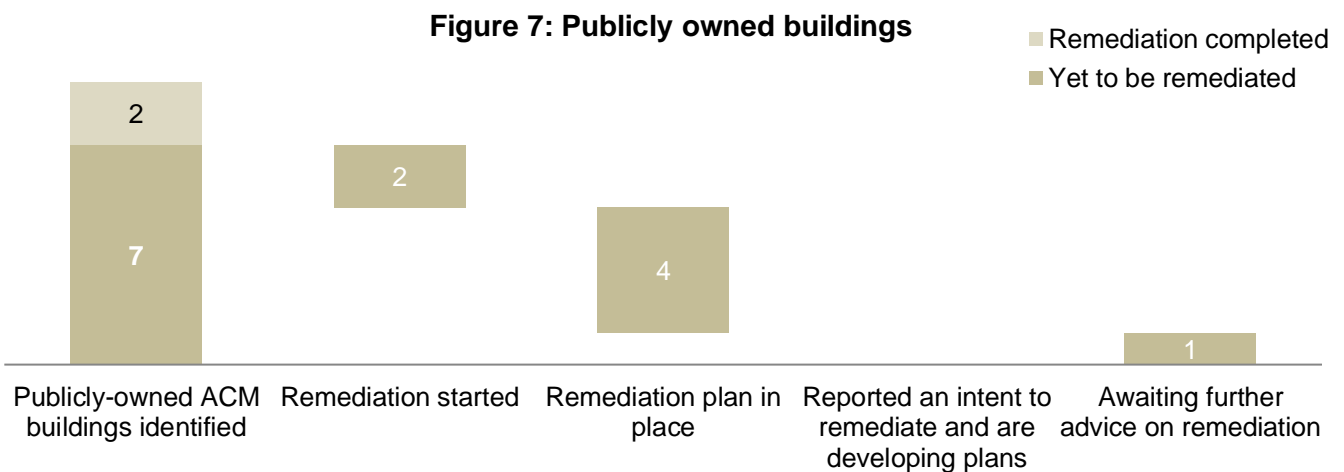 Figure 7: Publicly owned buildings
Remediation completed
Yet to be remediated
2
7
2
4
1
Publicly-owned ACM
buildings identified
Remediation started
Remediation plan in
place
Reported an intent to
remediate and are
developing plans
Awaiting further
advice on remediation